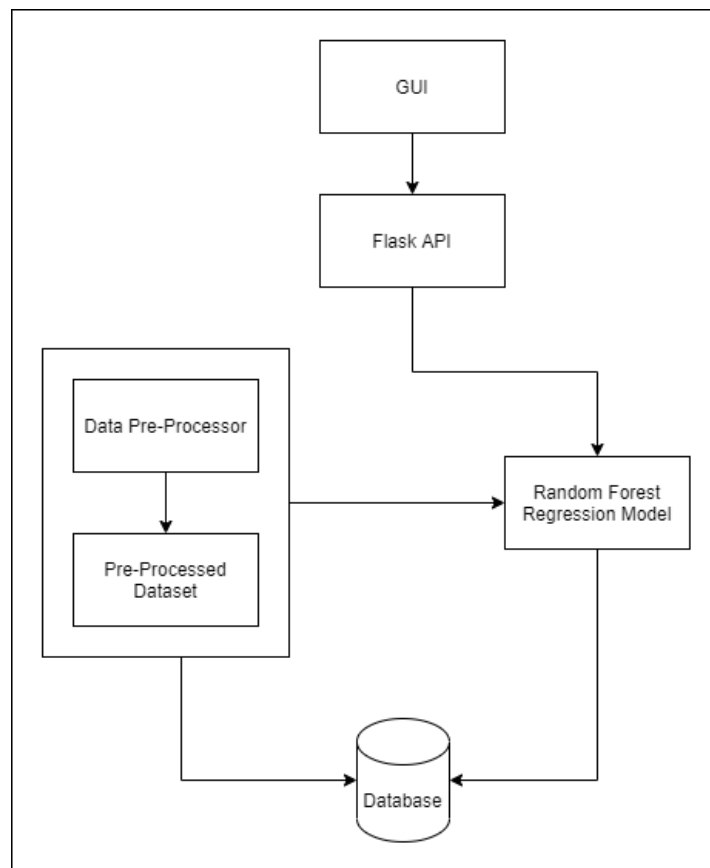 GUI
Flask API
Data Pre-Processor
Random Forest
Regression Model
Pre-Processed
Dataset
Database